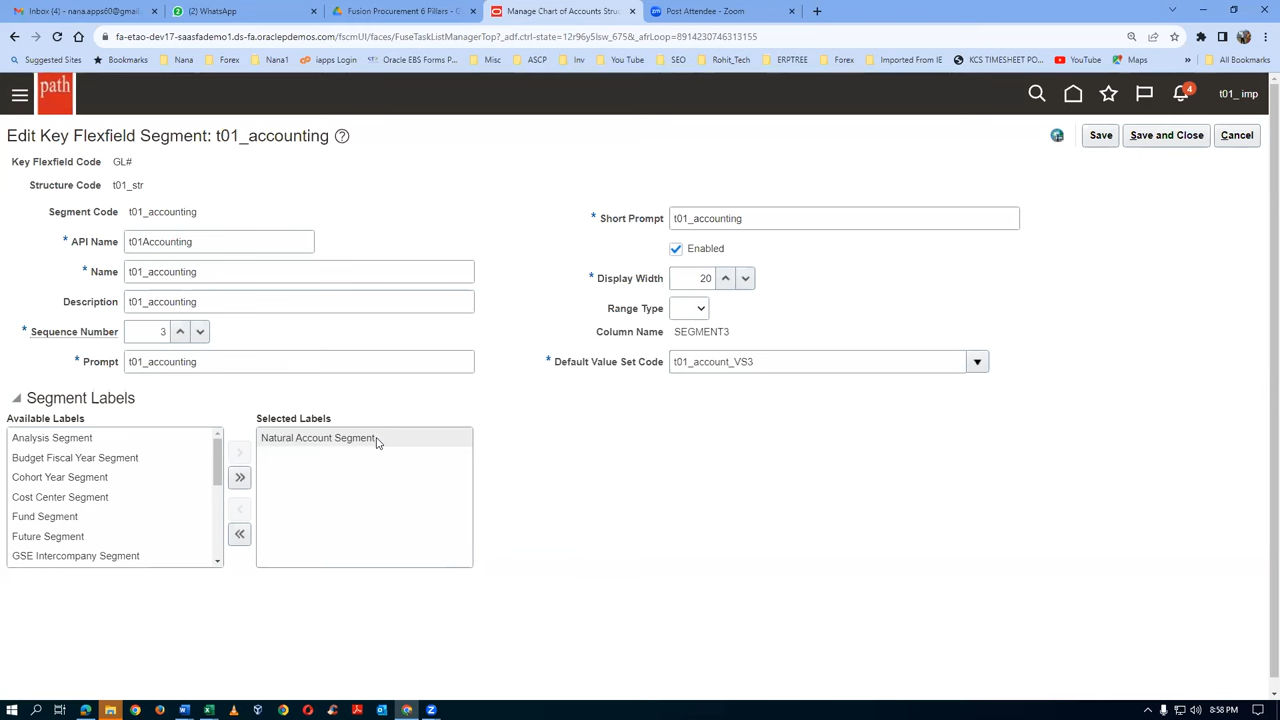 Inbox (4) - nana.apps60@gmail.c
(2) WhatsApp
Fusion Procurement 6 Pillars - G
Manage Chart of Accounts Struc
Post Attendee - Zoom
fa-etao-dev17-saasfademo1.ds-fa.oraclepdemos.com/fscmUI/faces/FuseTaskListManagerTop?_adf.ctrl-state=12r96ySlsw_675&_afrLoop=8914230746313155
Suggested Sites
Bookmarks
Nana
Forex
Nana1
iapps Login
Oracle EBS Forms P...
Misc
ASCP
Inv
You Tube
SEO
Rohit_Tech
ERPTREE
Forex
Imported From IE
KCS TIMESHEET PO...
YouTube
Maps
»
All Bookmarks
path
4
t01_ imp
Edit Key Flexfield Segment: t01_accounting
Save
Save and Close
Cancel
Key Flexfield Code GL#
Structure Code t01_str
Segment Code t01_accounting
* API Name t01Accounting
* Name t01_accounting
Description t01_accounting
* Sequence Number 3
* Prompt t01_accounting
* Short Prompt t01_accounting
Enabled
* Display Width 20
Range Type
Column Name SEGMENT3
* Default Value Set Code t01_account_VS3
Segment Labels
Available Labels
Analysis Segment
Budget Fiscal Year Segment
Cohort Year Segment
Cost Center Segment
Fund Segment
Future Segment
GSE Intercompany Segment
Selected Labels
Natural Account Segment
8:58 PM